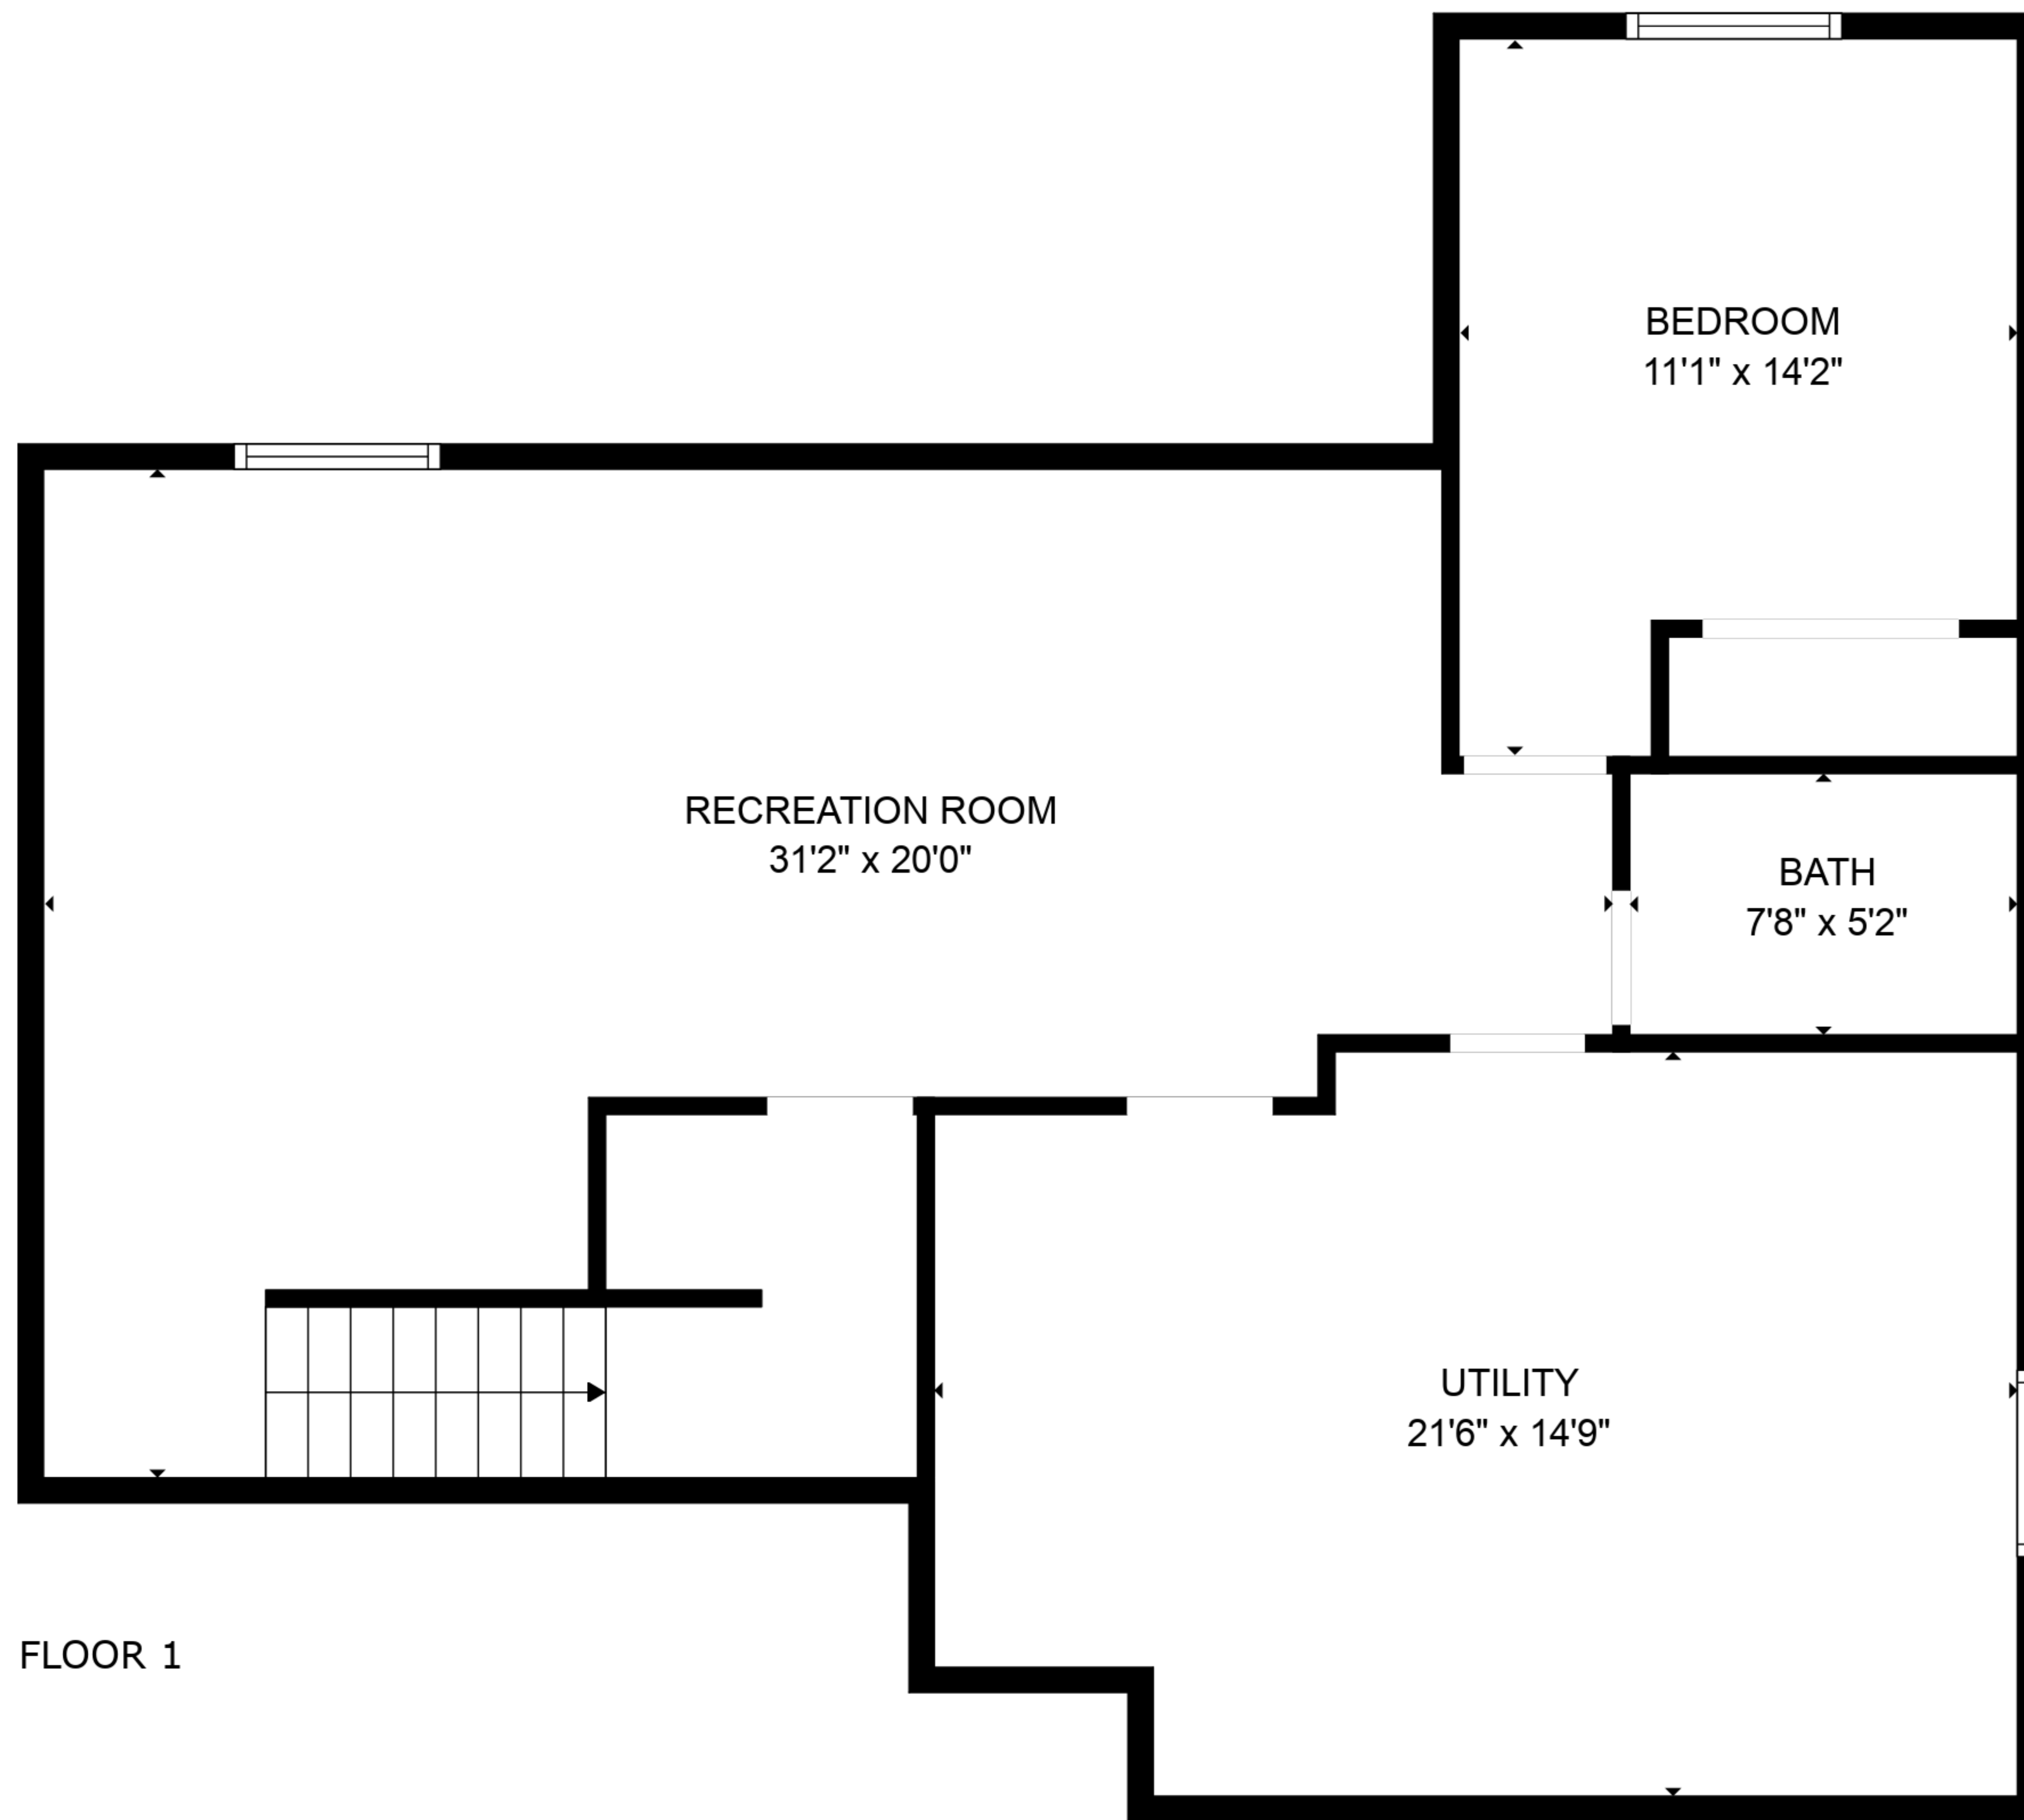 BEDROOM
11'1" x 14'2"
RECREATION ROOM
31'2" x 20'0"
BATH
7'8" x 5'2"
UTILITY
21'6" x 14'9"
FLOOR 1